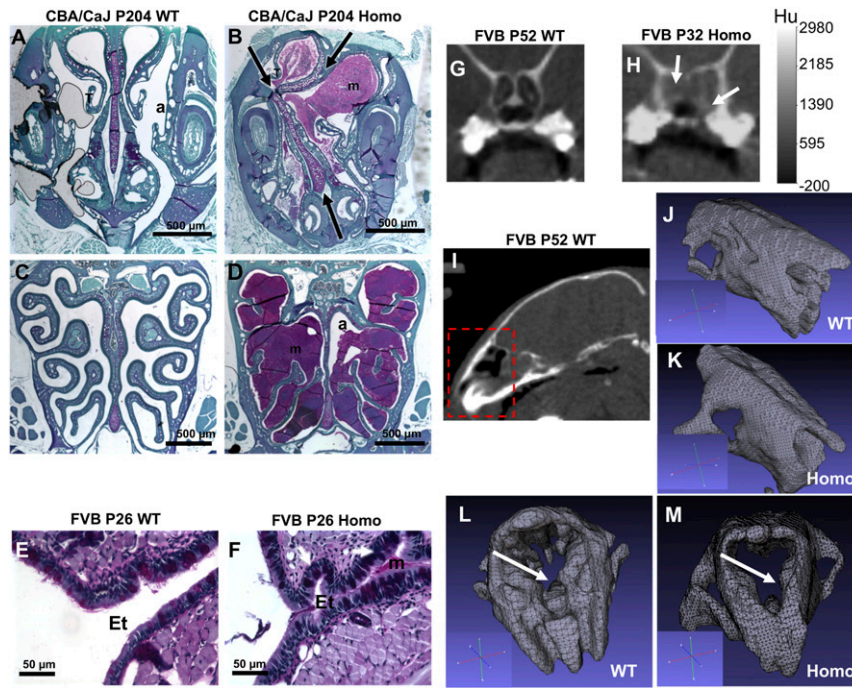 CBA/CaJ P204 WT
CBA/CaJ P204 Homo
A
T
a
500 µm
B
T
m
500 µm
C
500 µm
D
a
m
500 µm
FVB P26 WT
FVB P26 Homo
E
Et
50 µm
F
m
Et
50 µm
FVB P52 WT
FVB P32 Homo
G
H
Hu
2980
2185
1390
595
-200
FVB P52 WT
I
J
WT
K
Homo
L
WT
M
Homo